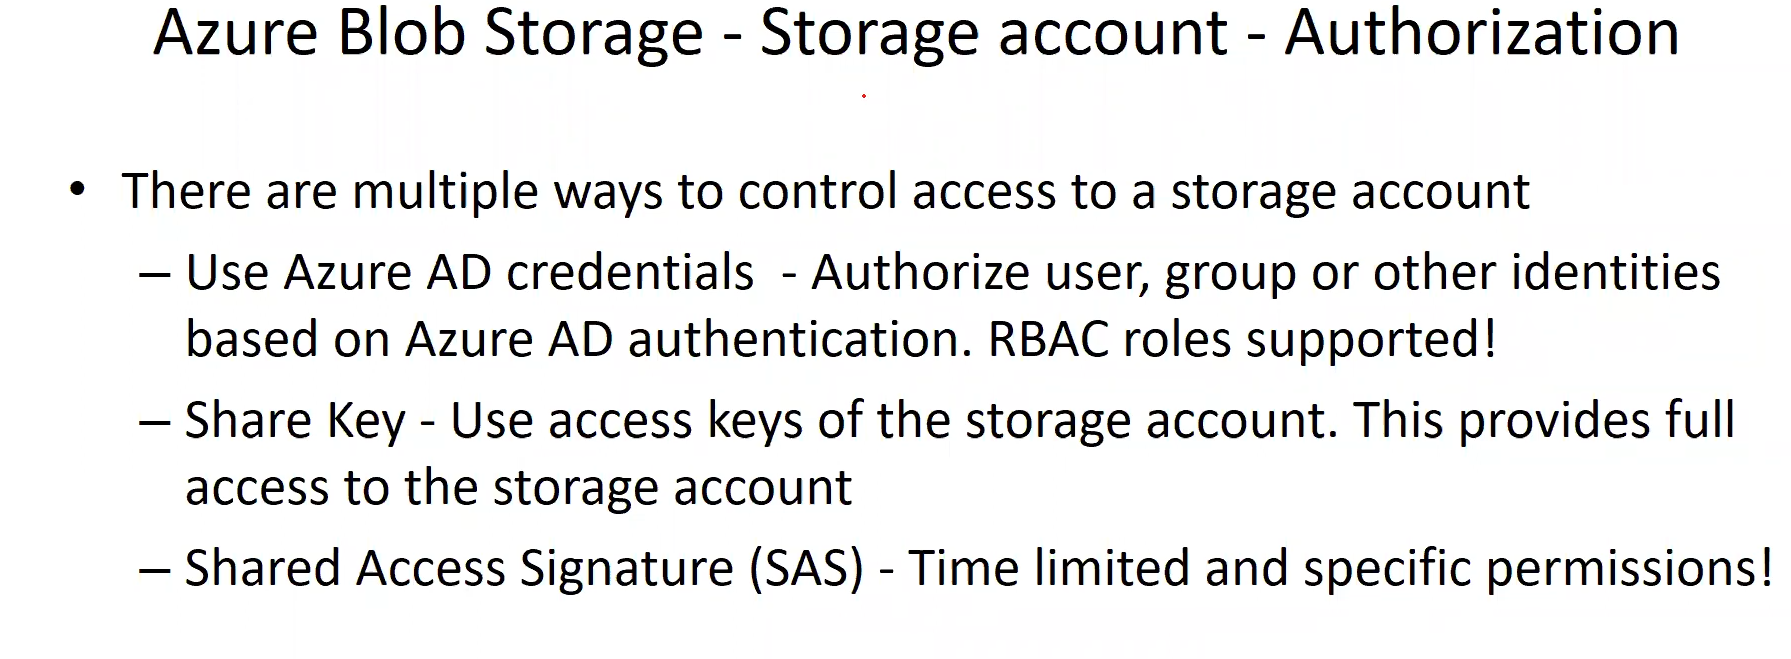 Azure Blob Storage - Storage account - Authorization
• There are multiple ways to control access to a storage account
– Use Azure AD credentials  - Authorize user, group or other identities
based on Azure AD authentication. RBAC roles supported!
– Share Key - Use access keys of the storage account. This provides full
access to the storage account
– Shared Access Signature (SAS) - Time limited and specific permissions!